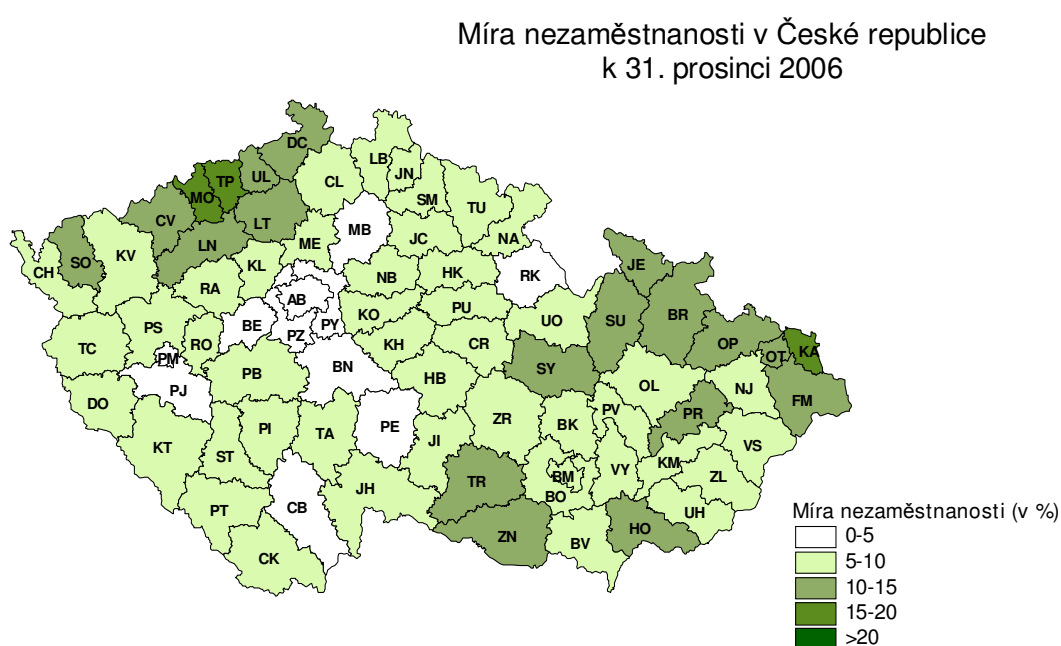 Míra nezaměstnanosti v České republice
k 31. prosinci 2006
DC
LB
JN
TP
UL
CL
MO
SM
TU
CV
LT
MB
ME
JC
NA
LN
KV
CH
SO
KL
RA
NB
HK
RK
JE
AB
KO
PU
UO
SU
BR
BE
PZ
PY
PS
RO
KH
CR
OP
OT
KA
TC
PM
PJ
PB
BN
HB
SY
OL
NJ
FM
DO
PV
PR
PI
TA
PE
JI
ZR
BK
VS
KT
ST
KM
ZL
VY
BM
BO
TR
JH
PT
CB
UH
HO
ZN
BV
CK
Míra nezaměstnanosti (v %)
0-5
5-10
10-15
15-20
>20